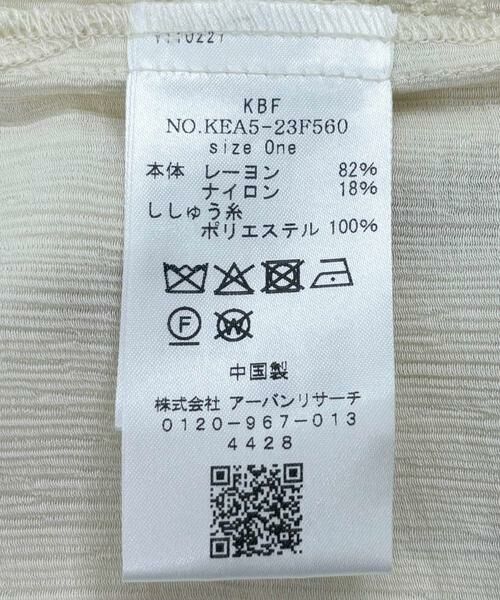 KBF
NO.KEA5-23F560
size One
本体 レーヨン 82%
ナイロン 18%
ししゅう糸
ポリエステル 100%
F
W
中国製
株式会社 アーバンリサーチ
0120-967-013
4428